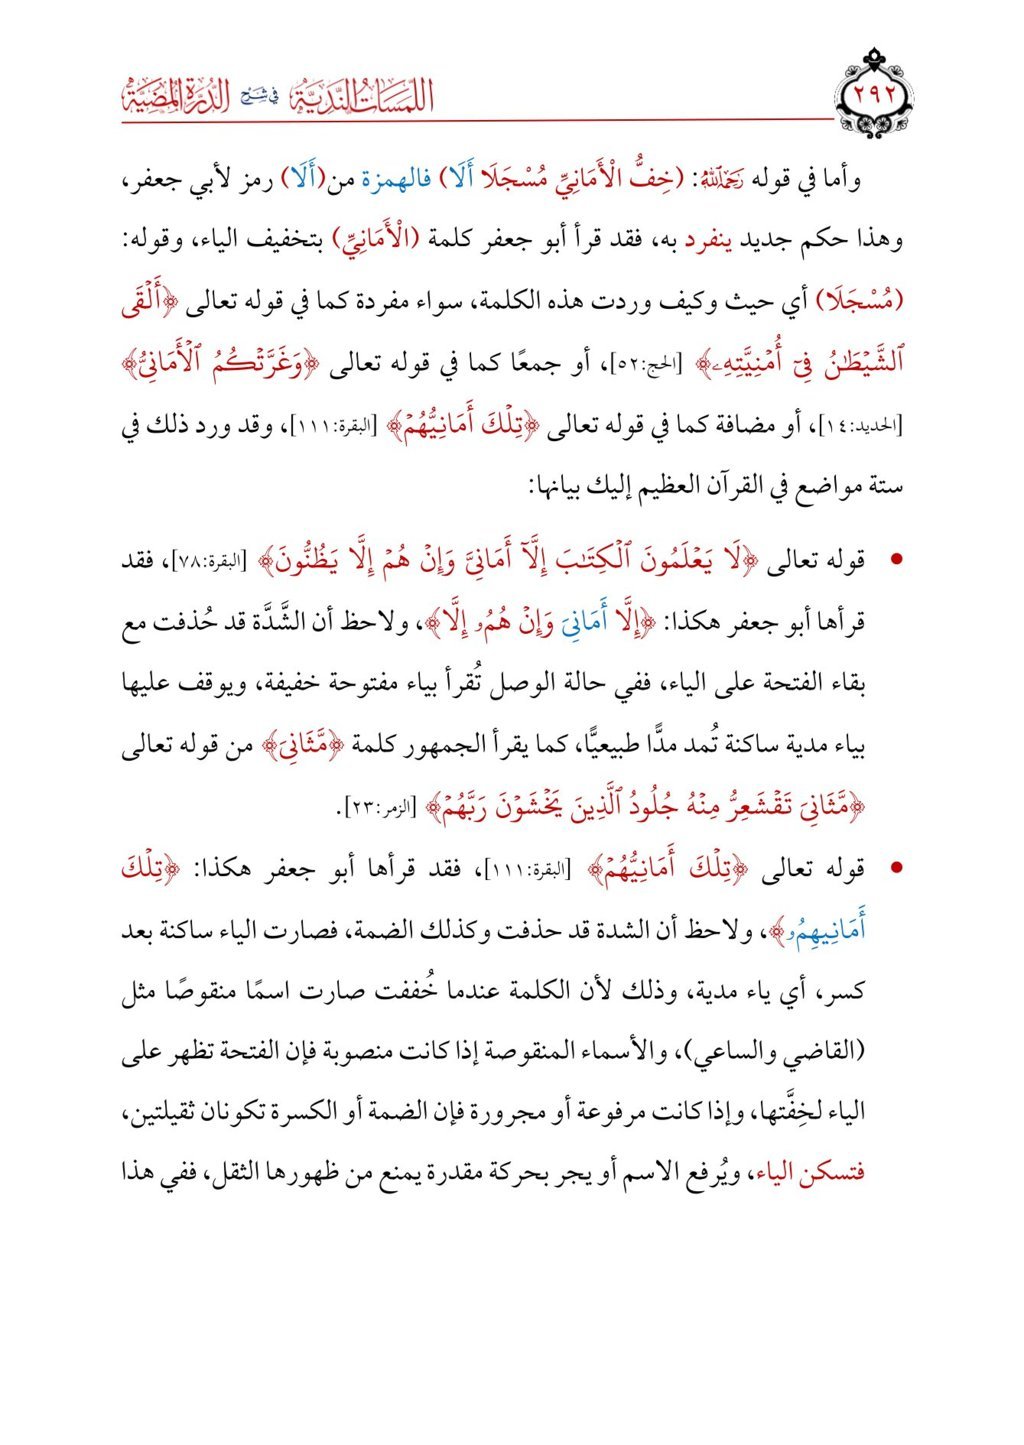 ٢٩٢
اللمسات الندية في شرح الدرة المضية
وأما في قوله رحمه الله: (خِفُّ الْأَمَانِيِّ مُسْجَلَا أَلَا) فالهمزة من(أَلَا) رمز لأبي جعفر،
وهذا حكم جديد ينفرد به، فقد قرأ أبو جعفر كلمة (الْأَمَانِيِّ) بتخفيف الياء، وقوله:
(مُسْجَلَا) أي حيث وكيف وردت هذه الكلمة، سواء مفردة كما في قوله تعالى ﴿أَلْقَى
ٱلشَّيْطَٰنُ فِىٓ أُمْنِيَّتِهِۦ﴾ [الحج:٥٢]، أو جمعًا كما في قوله تعالى ﴿وَغَرَّتْكُمُ ٱلْأَمَانِىُّ﴾
[الحديد:١٤]، أو مضافة كما في قوله تعالى ﴿تِلْكَ أَمَانِيُّهُمْ﴾ [البقرة:١١١]، وقد ورد ذلك في
ستة مواضع في القرآن العظيم إليك بيانها:
• قوله تعالى ﴿لَا يَعْلَمُونَ ٱلْكِتَٰبَ إِلَّآ أَمَانِىَّ وَإِنْ هُمْ إِلَّا يَظُنُّونَ﴾ [البقرة:٧٨]، فقد
قرأها أبو جعفر هكذا: ﴿إِلَّا أَمَانِىَ وَإِنْ هُمُۥ إِلَّا﴾، ولاحظ أن الشَّدَّة قد حُذفت مع
بقاء الفتحة على الياء، ففي حالة الوصل تُقرأ بياء مفتوحة خفيفة، ويوقف عليها
بياء مدية ساكنة تُمد مدًّا طبيعيًّا، كما يقرأ الجمهور كلمة ﴿مَّثَانِىَ﴾ من قوله تعالى
﴿مَّثَانِىَ تَقْشَعِرُّ مِنْهُ جُلُودُ ٱلَّذِينَ يَخْشَوْنَ رَبَّهُمْ﴾ [الزمر:٢٣].
• قوله تعالى ﴿تِلْكَ أَمَانِيُّهُمْ﴾ [البقرة:١١١]، فقد قرأها أبو جعفر هكذا: ﴿تِلْكَ
أَمَانِيهِمُۥ﴾، ولاحظ أن الشدة قد حذفت وكذلك الضمة، فصارت الياء ساكنة بعد
كسر، أي ياء مدية، وذلك لأن الكلمة عندما خُففت صارت اسمًا منقوصًا مثل
(القاضي والساعي)، والأسماء المنقوصة إذا كانت منصوبة فإن الفتحة تظهر على
الياء لخِفَّتها، وإذا كانت مرفوعة أو مجرورة فإن الضمة أو الكسرة تكونان ثقيلتين،
فتسكن الياء، ويُرفع الاسم أو يجر بحركة مقدرة يمنع من ظهورها الثقل، ففي هذا